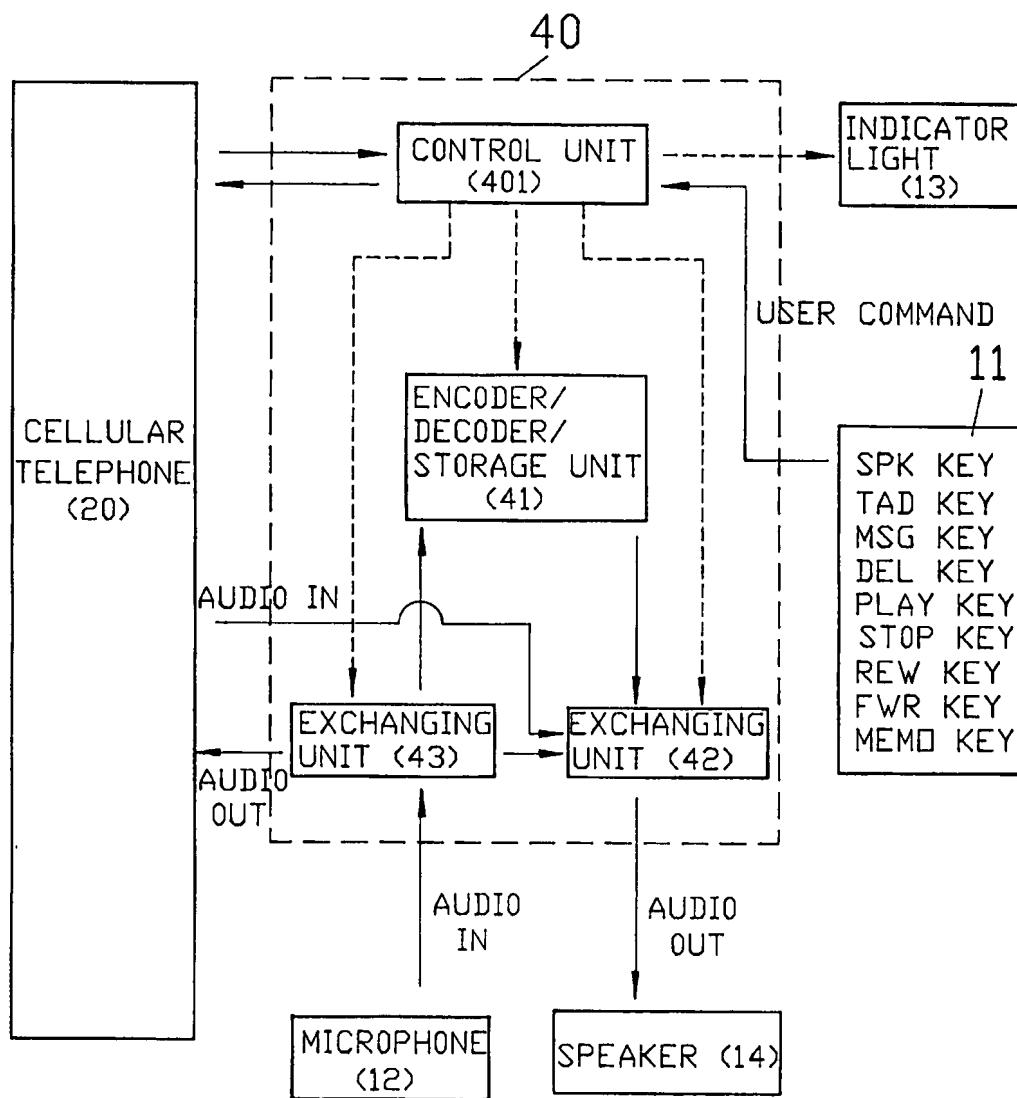 40
CONTROL UNIT
(401)
INDICATOR
LIGHT
(13)
USER COMMAND
11
ENCODER/
DECODER/
STORAGE UNIT
(41)
CELLULAR
TELEPHONE
(20)
SPK KEY
TAD KEY
MSG KEY
DEL KEY
PLAY KEY
STOP KEY
REW KEY
FWR KEY
MEMO KEY
AUDIO IN
EXCHANGING
UNIT (43)
EXCHANGING
UNIT (42)
AUDIO
OUT
AUDIO
IN
AUDIO
OUT
MICROPHONE
(12)
SPEAKER (14)